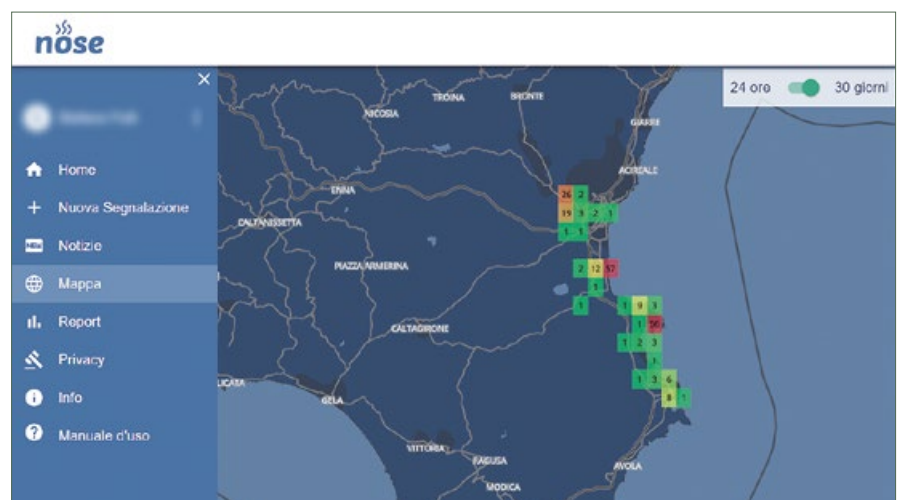 nose
24 ore 30 giorni
Home
Nuova Segnalazione
Notizie
Mappa
Report
Privacy
Info
Manuale d'uso
TROINA
BRONTE
NICOSIA
GIARRE
ACIREALE
ENNA
CALTANISSETTA
PIAZZA ARMERINA
CALTAGIRONE
LICATA
GELA
VITTORIA
RAGUSA
MODICA
AVOLA
26 2
19 3 2 1
1 1
2 12 57
1
1 1 9 3
1
1 2 3
1
1 3 6
8 1